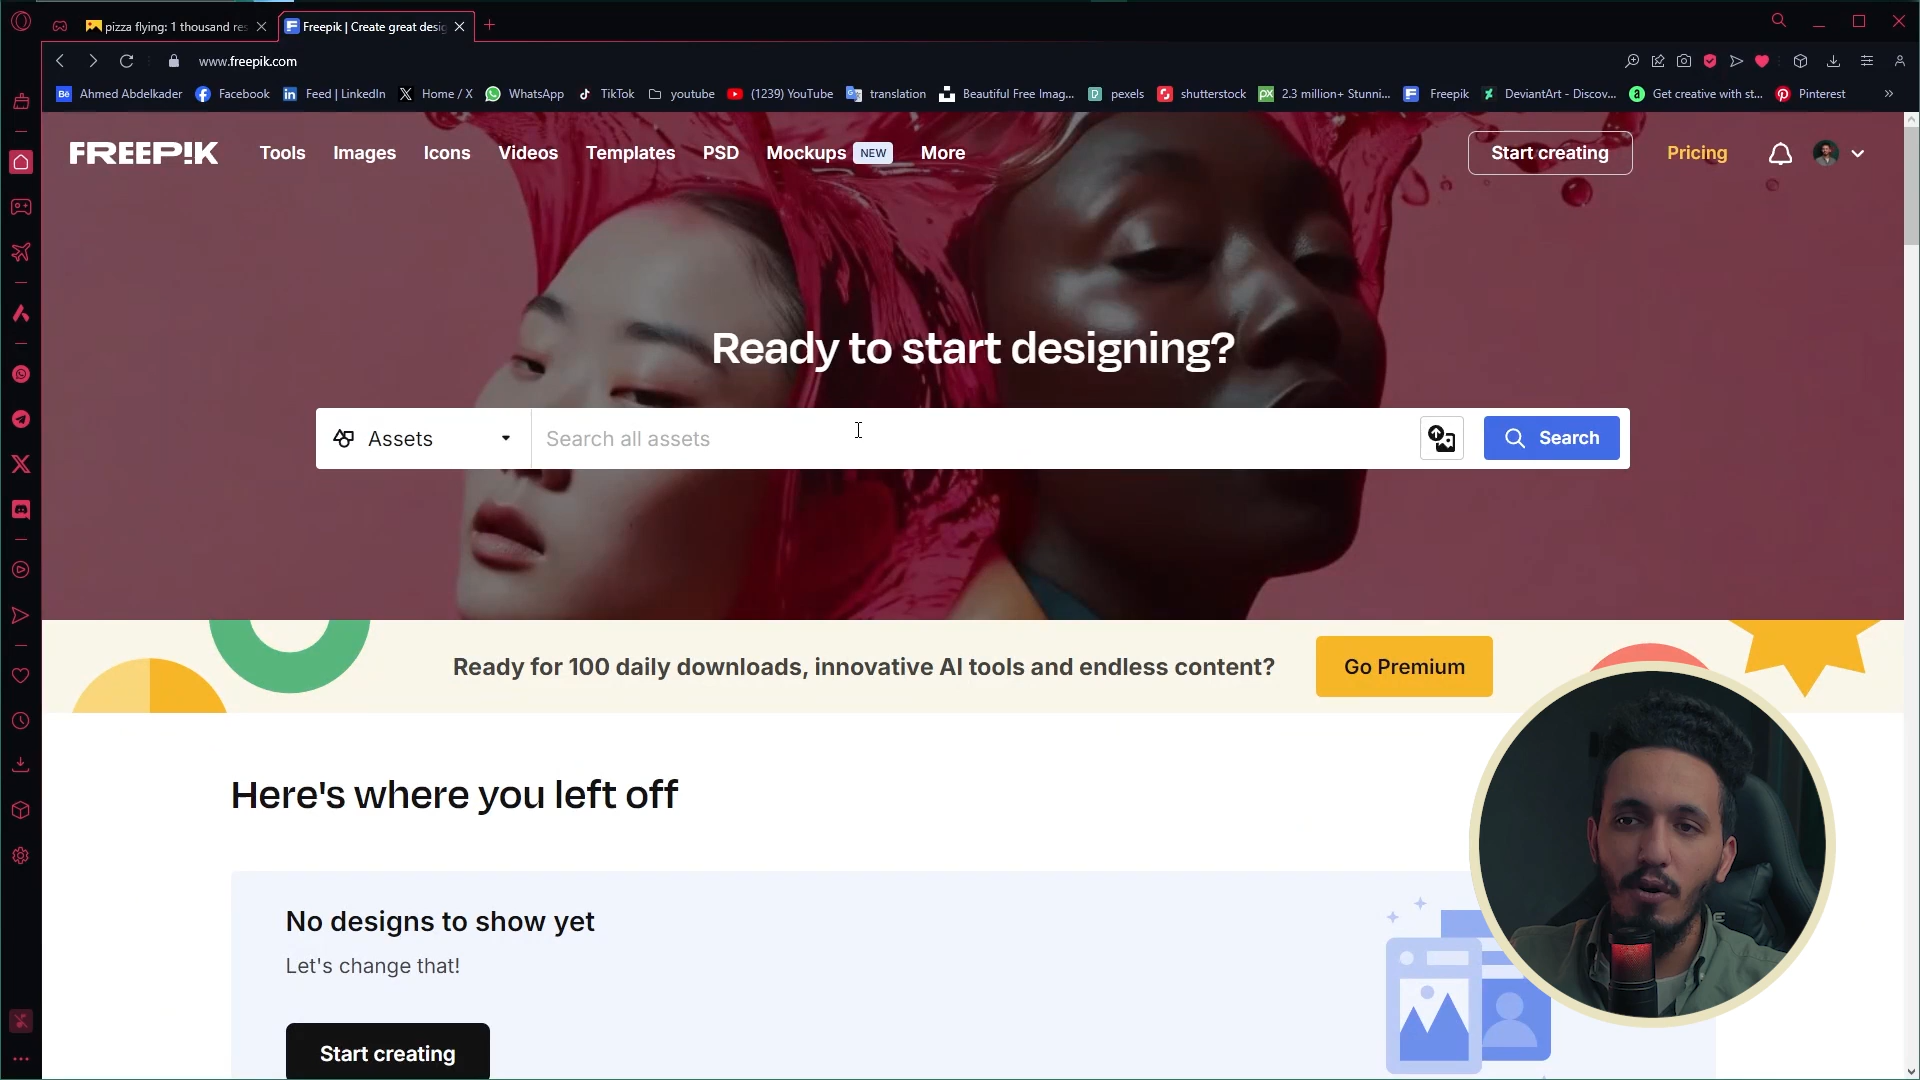 pizza flying: 1 thousand res
Freepik | Create great desig
www.freepik.com
Bē Ahmed Abdelkader
Facebook
Feed | LinkedIn
Home / X
WhatsApp
TikTok
youtube
(1239) YouTube
translation
Beautiful Free Imag...
pexels
shutterstock
2.3 million+ Stunni...
Freepik
DeviantArt - Discov...
Get creative with st...
Pinterest
FREEPIK
Tools
Images
Icons
Videos
Templates
PSD
Mockups NEW
More
Start creating
Pricing
Ready to start designing?
Assets
Search all assets
Search
Ready for 100 daily downloads, innovative AI tools and endless content?
Go Premium
Here's where you left off
No designs to show yet
Let's change that!
Start creating